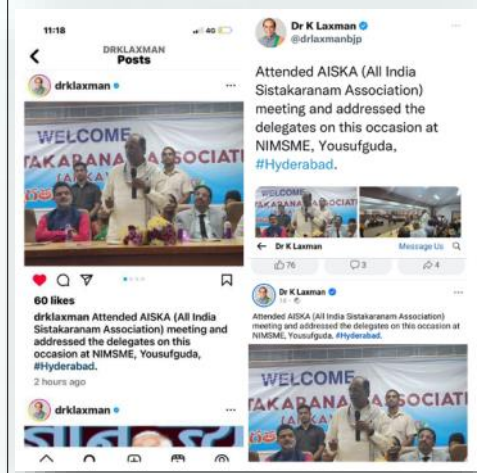 11:18
4G
DRKLAXMAN
Posts
drklaxman
WELCOME
TAKARANA ASSOCIATI
60 likes
drklaxman Attended AISKA (All India
Sistakaranam Association) meeting and
addressed the delegates on this
occasion at NIMSME, Yousufguda,
#Hyderabad.
2 hours ago
drklaxman
Dr K Laxman
@drlaxmanbjp
Attended AISKA (All India
Sistakaranam Association)
meeting and addressed the
delegates on this occasion at
NIMSME, Yousufguda,
#Hyderabad.
WELCOME
Dr K Laxman
Message Us
76
3
4
Dr K Laxman
Attended AISKA (All India Sistakaranam Association)
meeting and addressed the delegates on this occasion at
NIMSME, Yousufguda, #Hyderabad.
WELCOME
TAKARANA ASSOCIATI